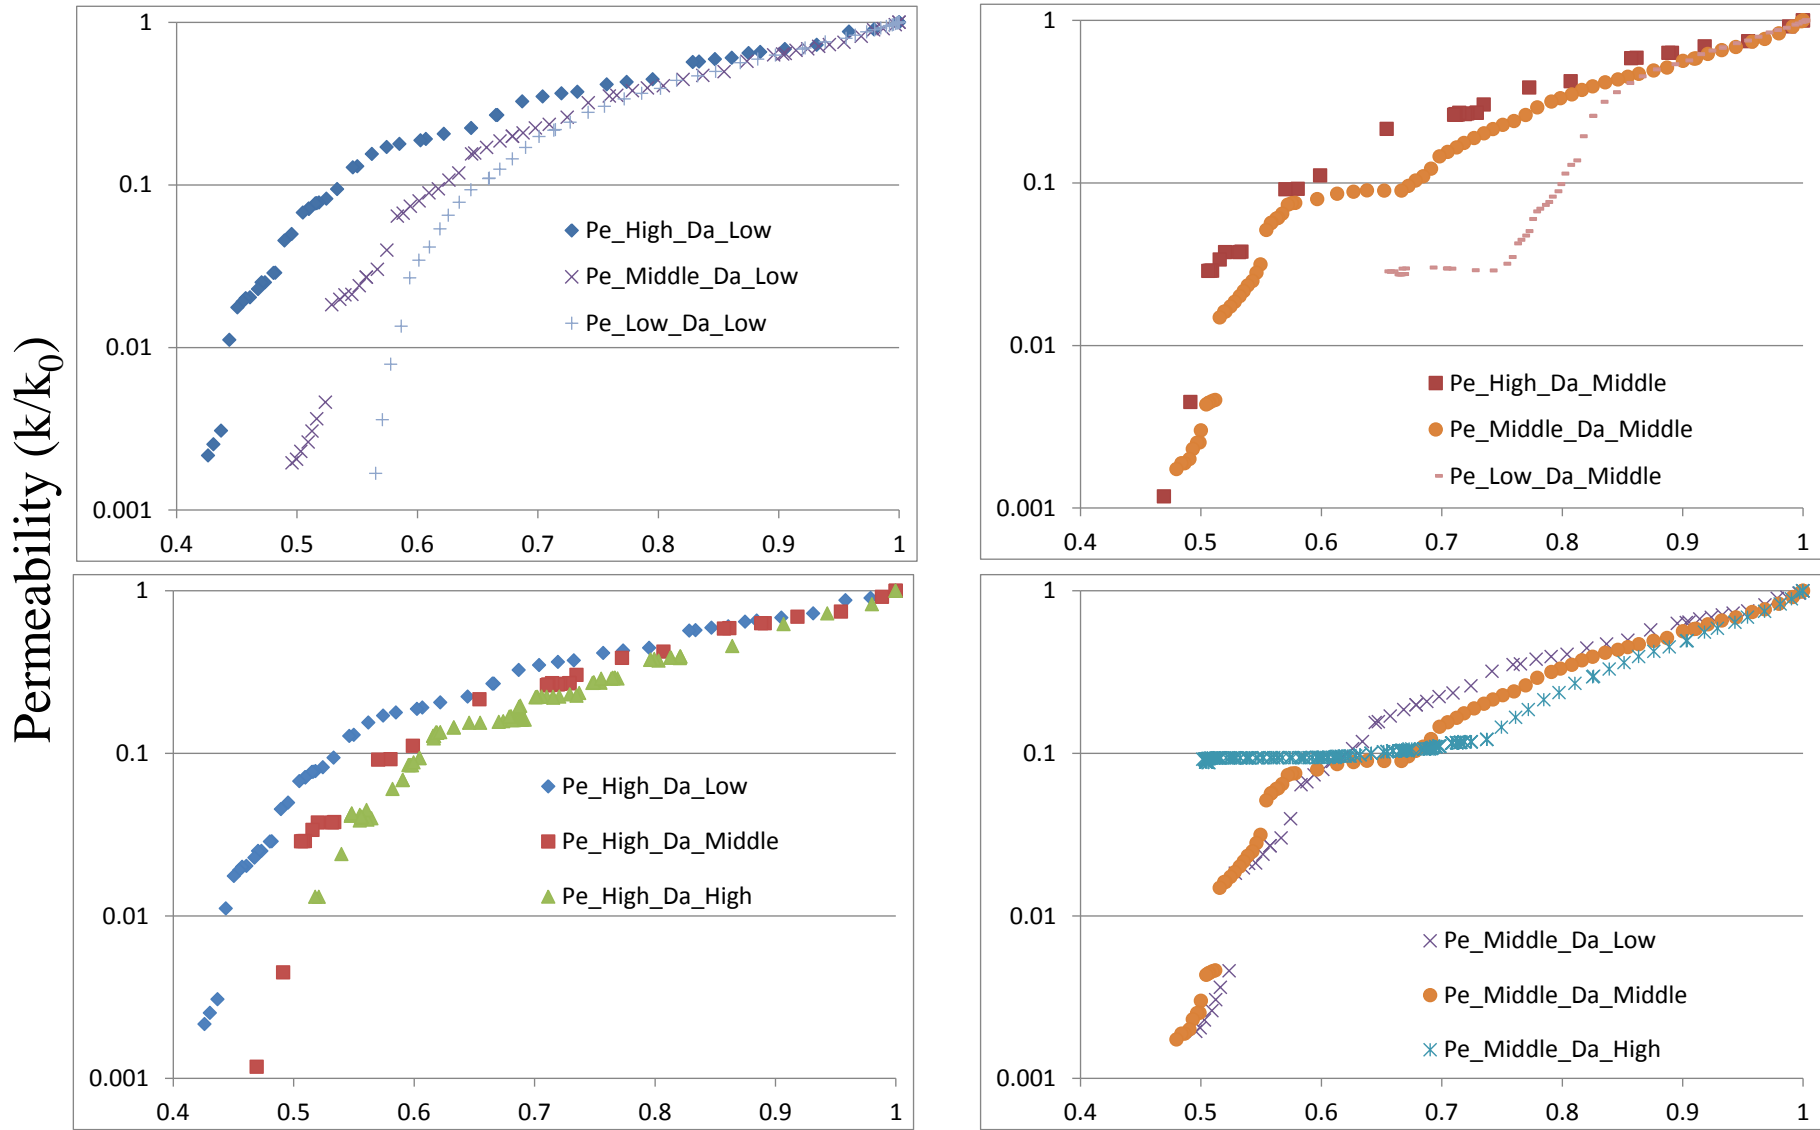 Permeability (k/k0)
1
0.1
0.01
0.001
0.4 0.5 0.6 0.7 0.8 0.9 1
Pe_High_Da_Low
Pe_Middle_Da_Low
Pe_Low_Da_Low
1
0.1
0.01
0.001
0.4 0.5 0.6 0.7 0.8 0.9 1
Pe_High_Da_Middle
Pe_Middle_Da_Middle
Pe_Low_Da_Middle
1
0.1
0.01
0.001
0.4 0.5 0.6 0.7 0.8 0.9 1
Pe_High_Da_Low
Pe_High_Da_Middle
Pe_High_Da_High
1
0.1
0.01
0.001
0.4 0.5 0.6 0.7 0.8 0.9 1
Pe_Middle_Da_Low
Pe_Middle_Da_Middle
Pe_Middle_Da_High